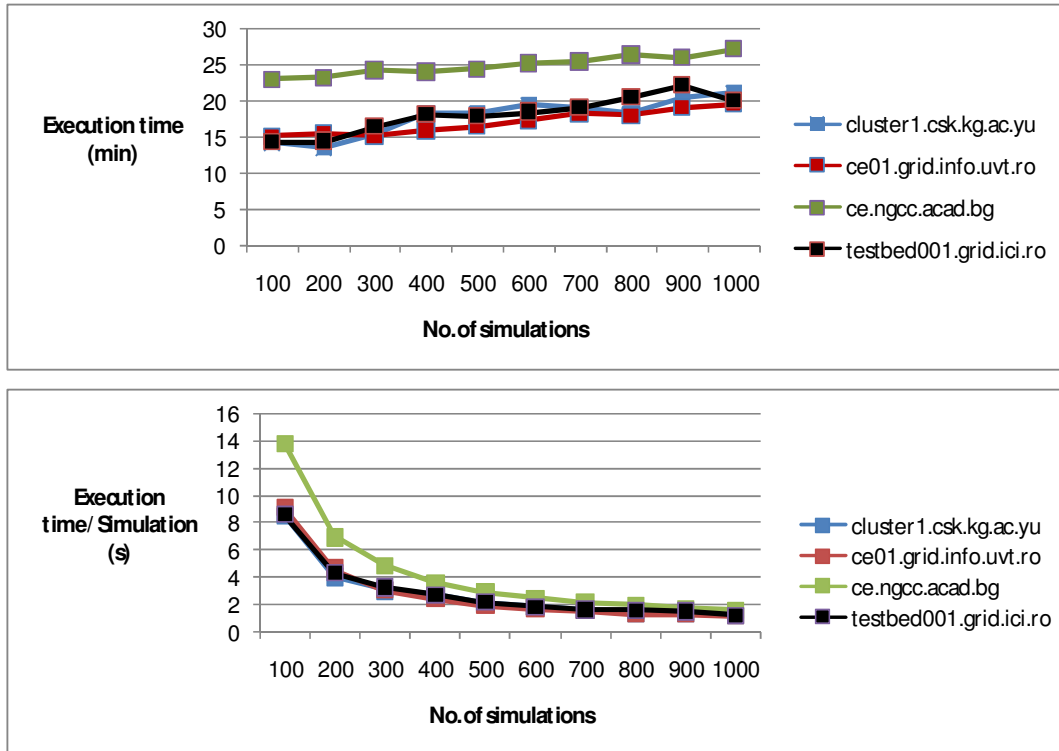 30
25
20
15
10
5
0
Execution time
(min)
100 200 300 400 500 600 700 800 900 1000
No. of simulations
cluster1.csk.kg.ac.yu
ce01.grid.info.uvt.ro
ce.ngcc.acad.bg
testbed001.grid.ici.ro
16
14
12
10
8
6
4
2
0
Execution
time/ Simulation
(s)
100 200 300 400 500 600 700 800 900 1000
No. of simulations
cluster1.csk.kg.ac.yu
ce01.grid.info.uvt.ro
ce.ngcc.acad.bg
testbed001.grid.ici.ro